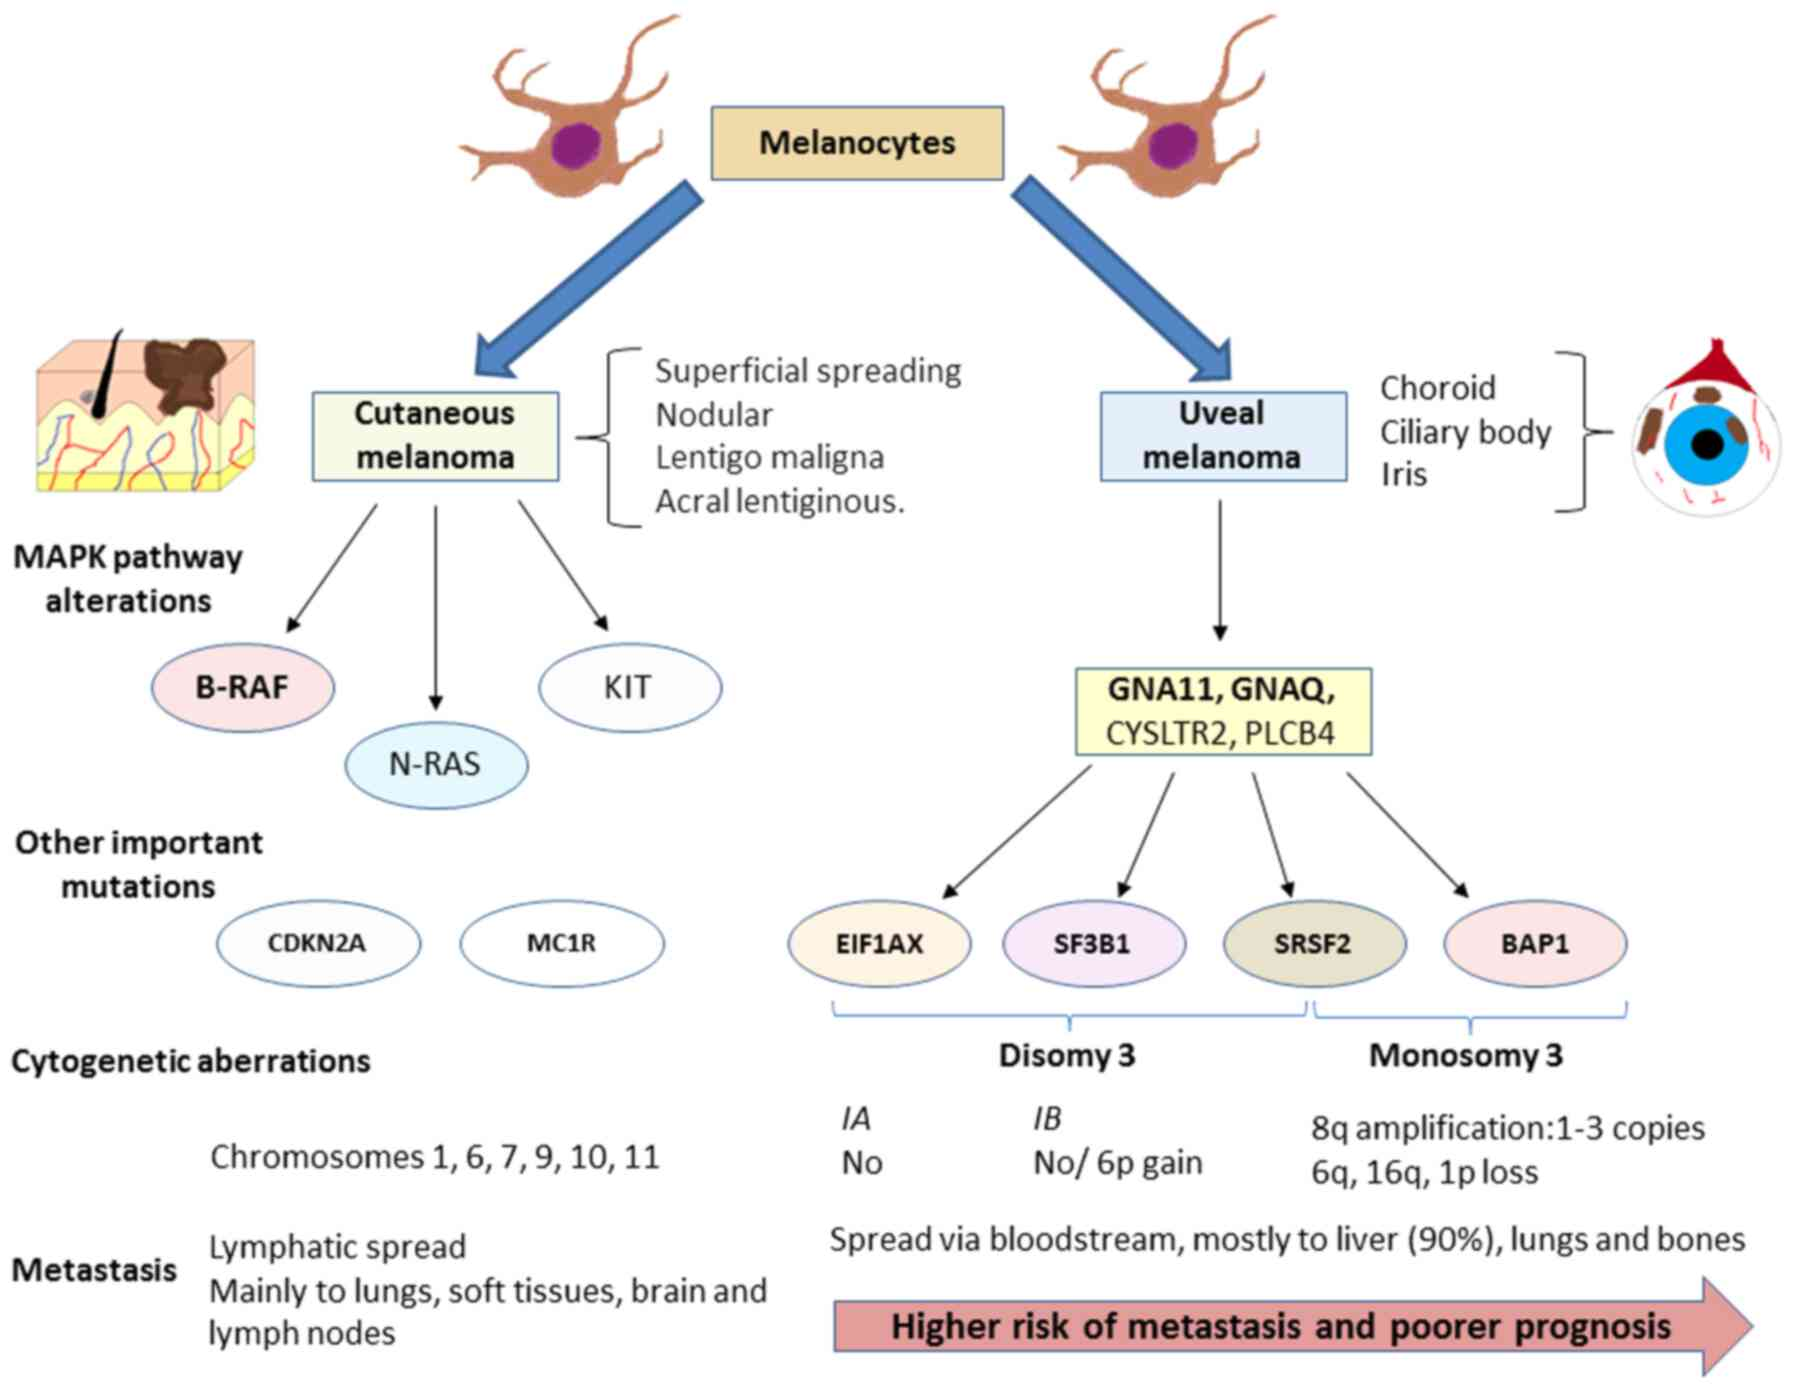 Melanocytes
Cutaneous
melanoma
Superficial spreading
Nodular
Lentigo maligna
Acral lentiginous.
Uveal
melanoma
Choroid
Ciliary body
Iris
MAPK pathway
alterations
B-RAF
N-RAS
KIT
GNA11, GNAQ,
CYSLTR2, PLCB4
Other important
mutations
CDKN2A
MC1R
EIF1AX
SF3B1
SRSF2
BAP1
Disomy 3
Monosomy 3
Cytogenetic aberrations
Chromosomes 1, 6, 7, 9, 10, 11
IA
No
IB
No/ 6p gain
8q amplification:1-3 copies
6q, 16q, 1p loss
Metastasis
Lymphatic spread
Mainly to lungs, soft tissues, brain and
lymph nodes
Spread via bloodstream, mostly to liver (90%), lungs and bones
Higher risk of metastasis and poorer prognosis